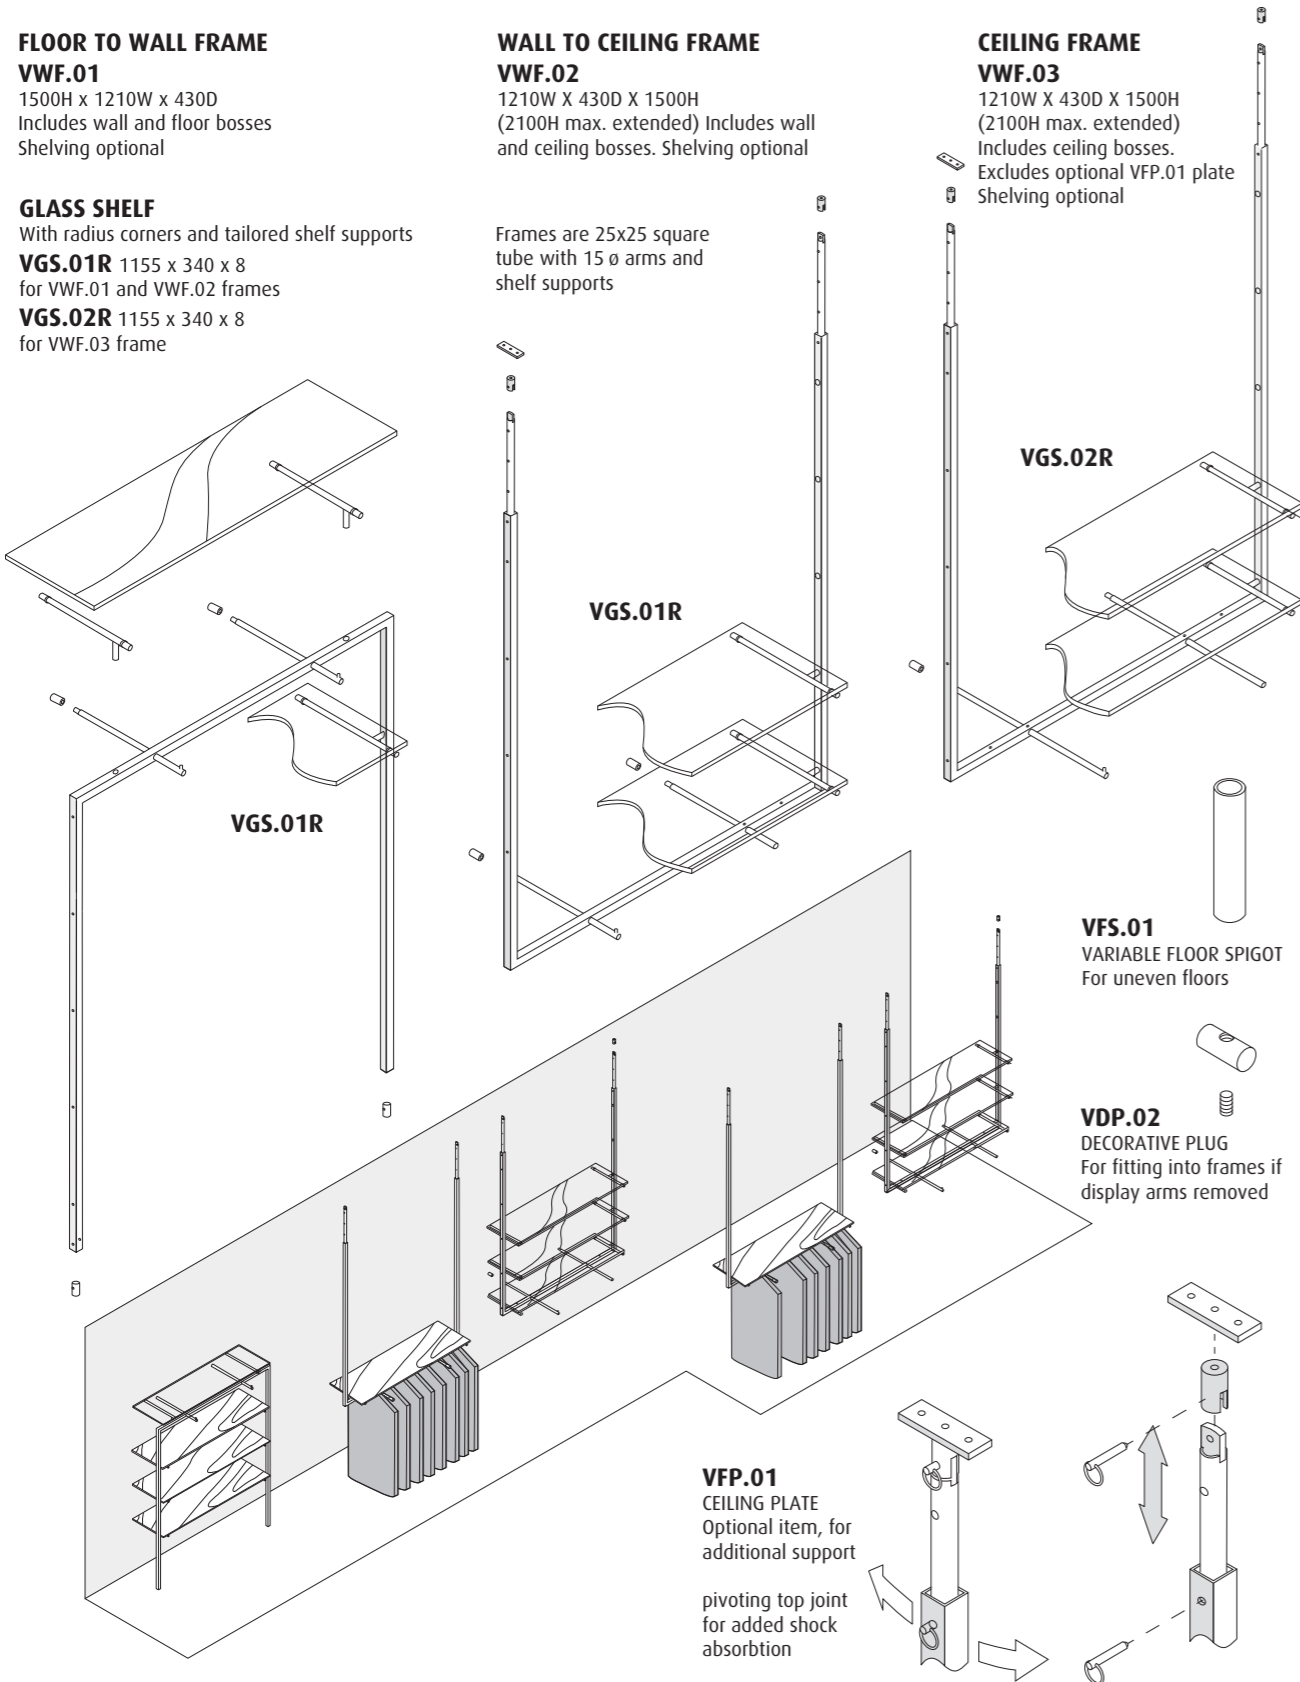 FLOOR TO WALL FRAME
VWF.01
1500H x 1210W x 430D
Includes wall and floor bosses
Shelving optional
GLASS SHELF
With radius corners and tailored shelf supports
VGS.01R 1155 x 340 x 8
for VWF.01 and VWF.02 frames
VGS.02R 1155 x 340 x 8
for VWF.03 frame
WALL TO CEILING FRAME
VWF.02
1210W X 430D X 1500H
(2100H max. extended) Includes wall
and ceiling bosses. Shelving optional
Frames are 25x25 square
tube with 15 ø arms and
shelf supports
CEILING FRAME
VWF.03
1210W X 430D X 1500H
(2100H max. extended)
Includes ceiling bosses.
Excludes optional VFP.01 plate
Shelving optional
VGS.02R
VGS.01R
VGS.01R
VFS.01
VARIABLE FLOOR SPIGOT
For uneven floors
VDP.02
DECORATIVE PLUG
For fitting into frames if
display arms removed
VFP.01
CEILING PLATE
Optional item, for
additional support
pivoting top joint
for added shock
absorbtion